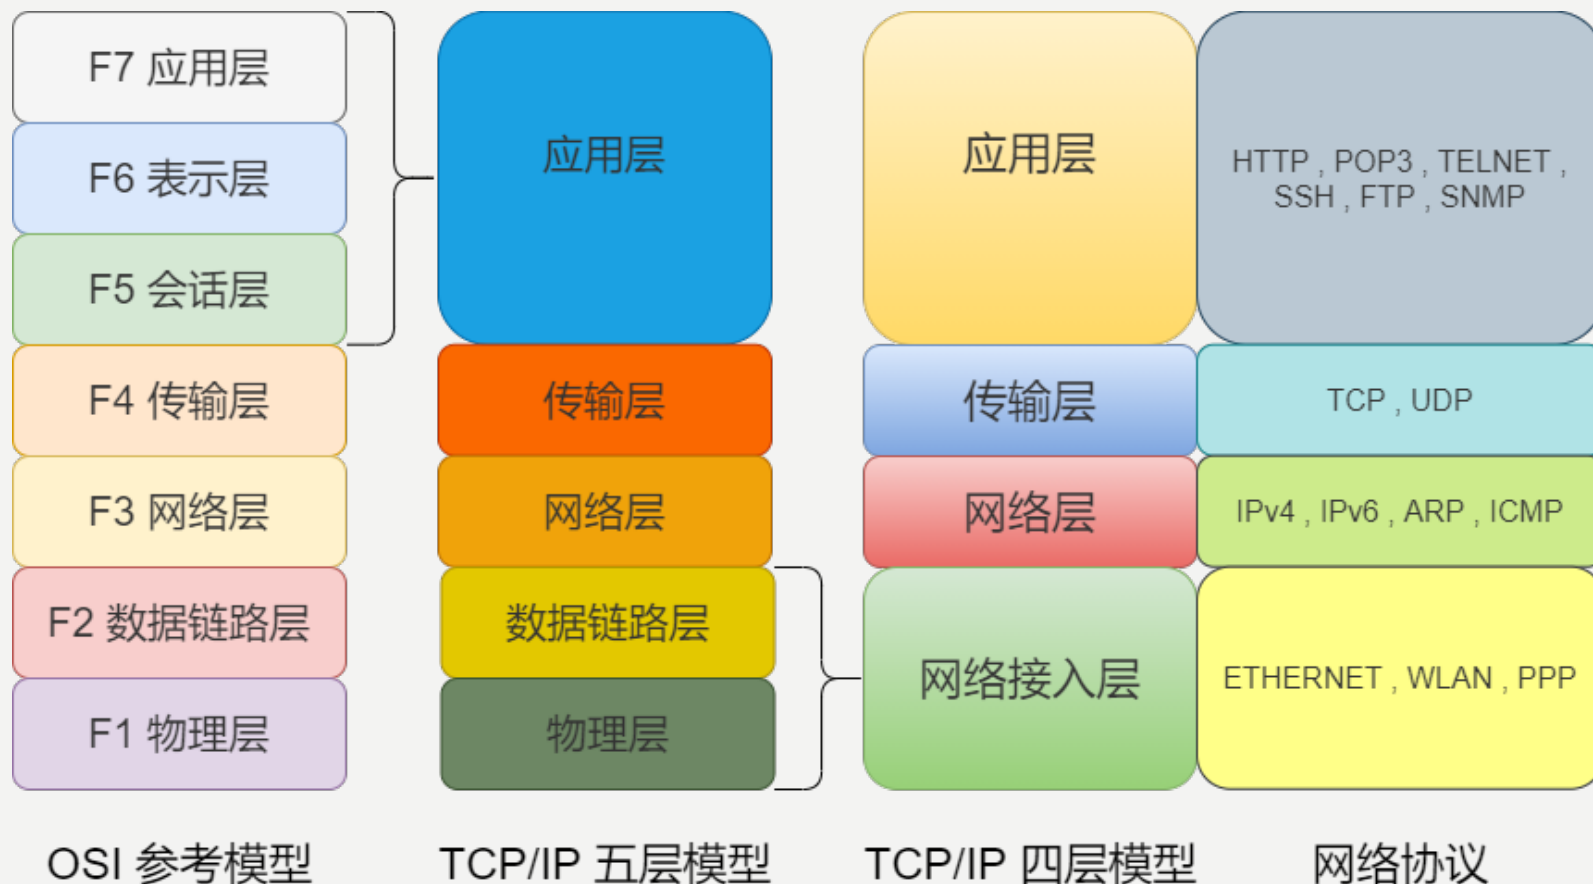 F7 应用层
F6 表示层
F5 会话层
F4 传输层
F3 网络层
F2 数据链路层
F1 物理层
OSI 参考模型
应用层
传输层
网络层
数据链路层
物理层
TCP/IP 五层模型
应用层
传输层
网络层
网络接入层
TCP/IP 四层模型
HTTP , POP3 , TELNET ,
SSH , FTP , SNMP
TCP , UDP
IPv4 , IPv6 , ARP , ICMP
ETHERNET , WLAN , PPP
网络协议